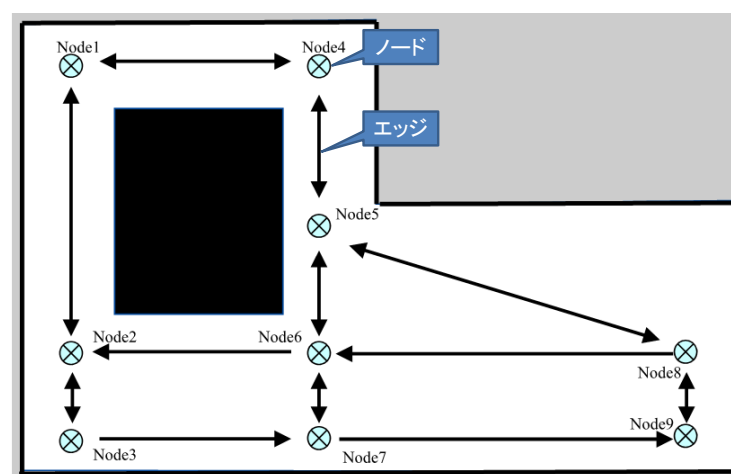 Node1
Node4
ノード
エッジ
Node5
Node2
Node6
Node8
Node3
Node7
Node9